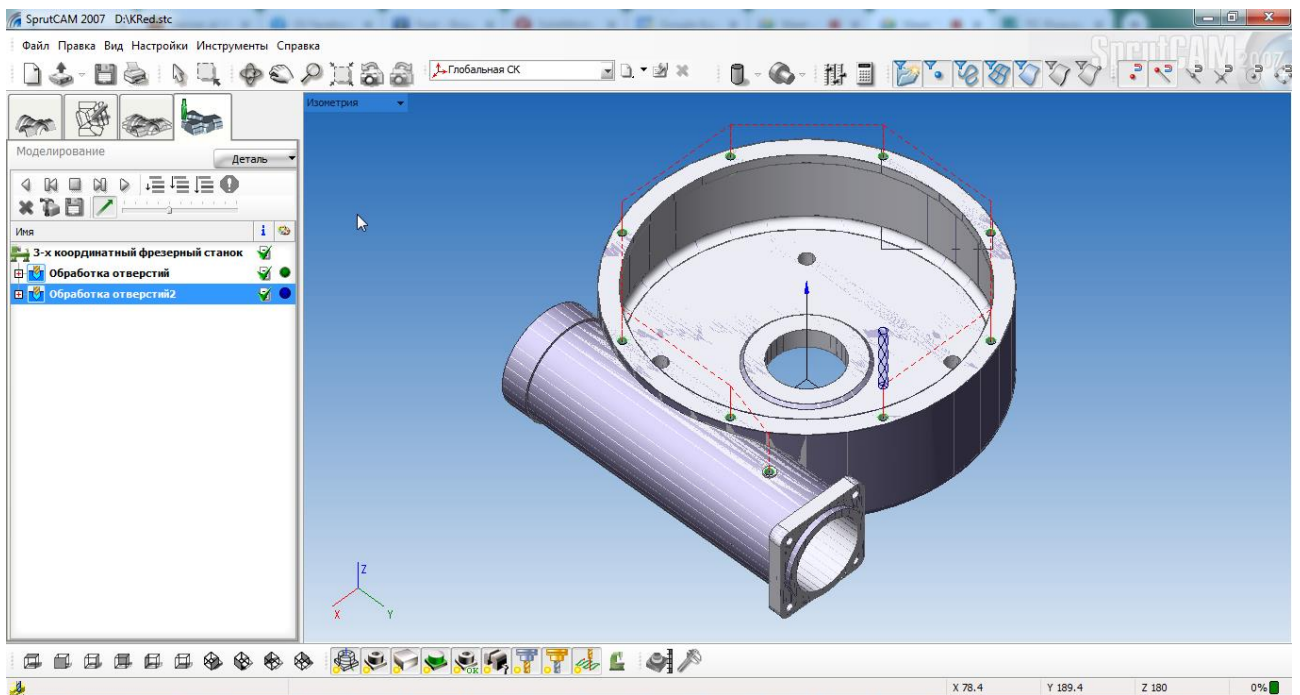 SprutCAM 2007 D:\KRed.stc
Файл Правка Вид Настройки Инструменты Справка
SprutCAM 2007
Глобальная СК
Изометрия
Моделирование
Деталь
Имя
3-х координатный фрезерный станок
Обработка отверстий
Обработка отверстий2
Z
X
Y
X 78.4 Y 189.4 Z 180 0%